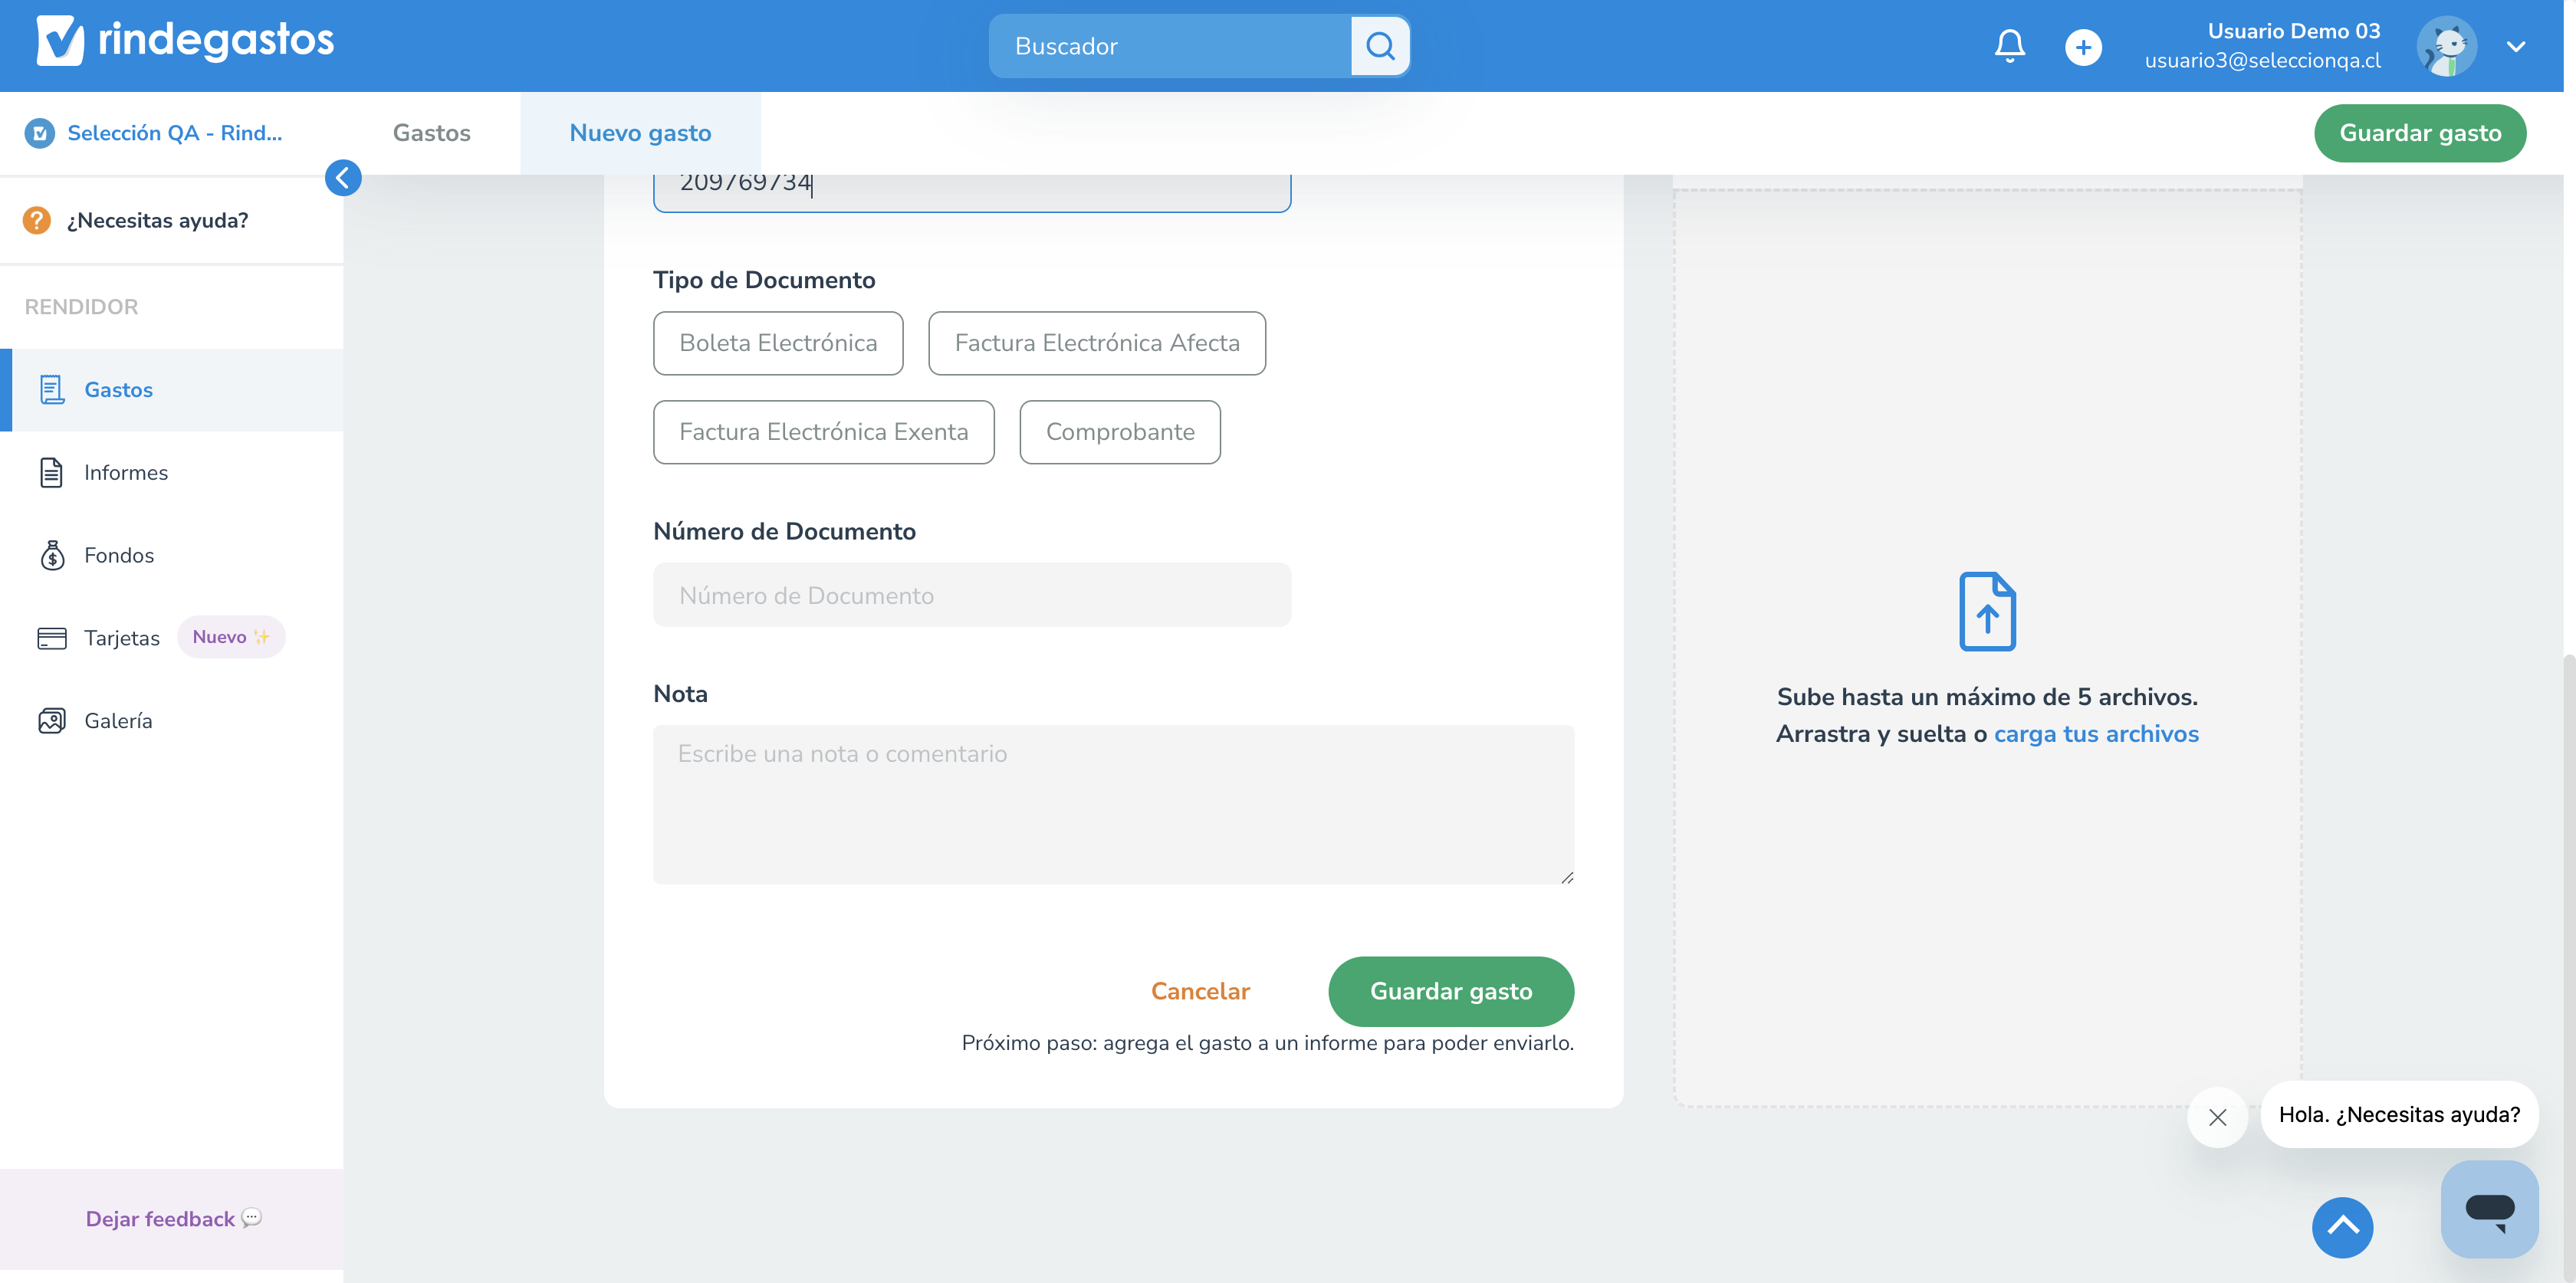 rindegastos
Buscador
Usuario Demo 03
usuario3@seleccionqa.cl
Selección QA - Rind...
Gastos
Nuevo gasto
Guardar gasto
¿Necesitas ayuda?
RENDIDOR
Gastos
Informes
Fondos
Tarjetas
Nuevo ✨
Galería
Dejar feedback 💬
209769734
Tipo de Documento
Boleta Electrónica
Factura Electrónica Afecta
Factura Electrónica Exenta
Comprobante
Número de Documento
Número de Documento
Nota
Escribe una nota o comentario
Cancelar
Guardar gasto
Próximo paso: agrega el gasto a un informe para poder enviarlo.
Sube hasta un máximo de 5 archivos.
Arrastra y suelta o carga tus archivos
Hola. ¿Necesitas ayuda?